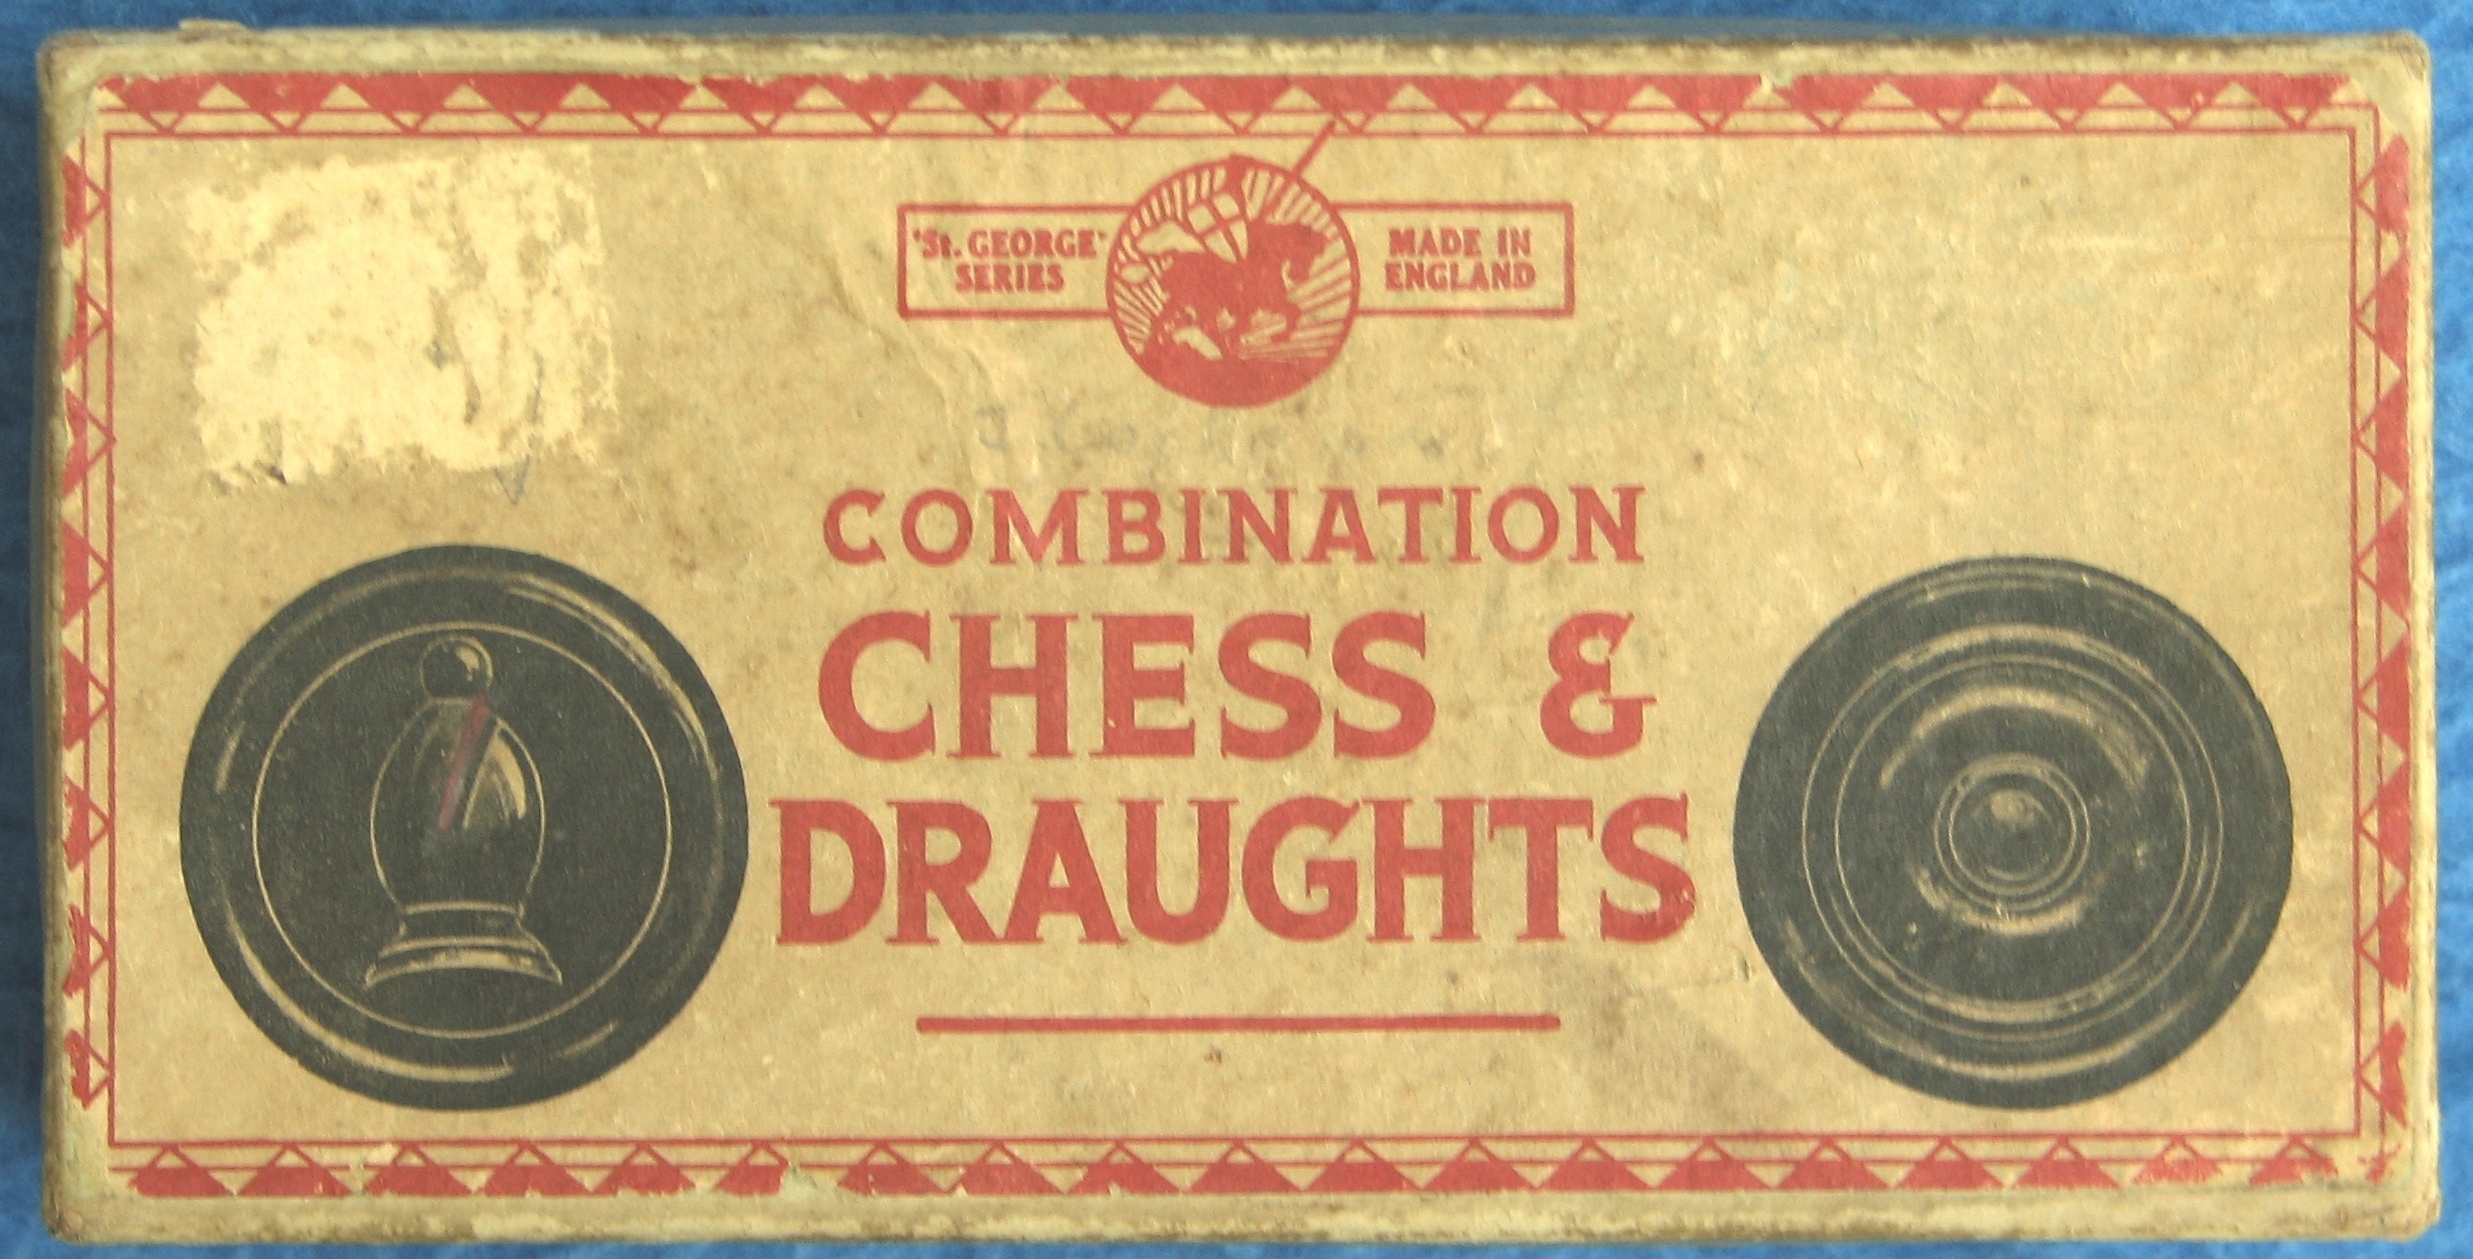 'St. GEORGE'
SERIES
MADE IN
ENGLAND
COMBINATION
CHESS &
DRAUGHTS